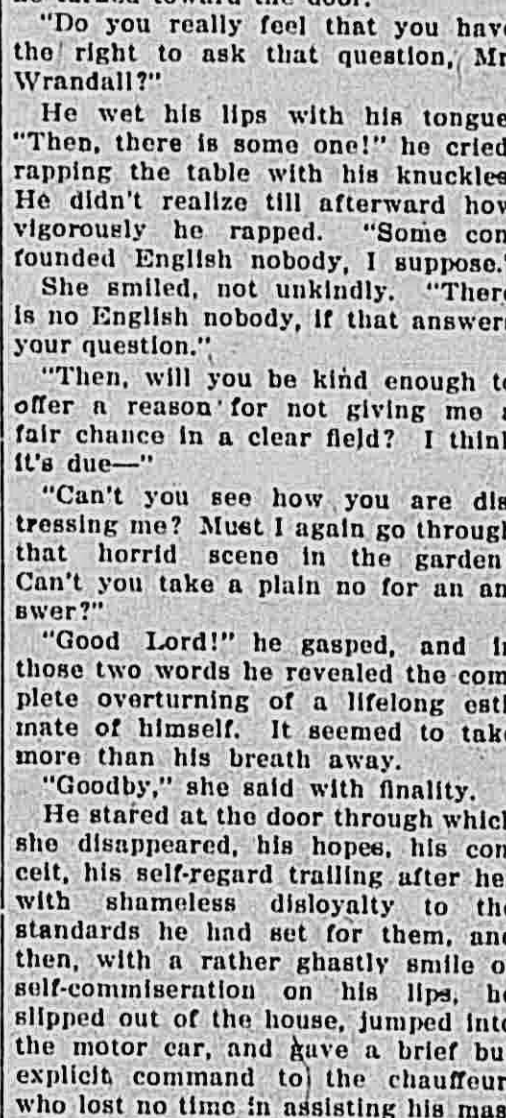 "Do you really feel that you have
the right to ask that question, Mr
Wrandall?"
He wet his lips with his tongue
"Then, there is some one!" he cried
rapping the table with his knuckles
He didn't realize till afterward how
vigorously he rapped. "Some con
founded English nobody, I suppose."
She smiled, not unkindly. "There
is no English nobody, if that answer
your question."
"Then, will you be kind enough to
offer a reason for not giving me a
fair chance in a clear field? I think
it's due—"
"Can't you see how you are dis
tressing me? Must I again go through
that horrid scene in the garden
Can't you take a plain no for an an
swer?"
"Good Lord!" he gasped, and in
those two words he revealed the com
plete overturning of a lifelong esti
mate of himself. It seemed to take
more than his breath away.
"Goodby," she said with finality.
He stared at the door through which
she disappeared, his hopes, his con
ceit, his self-regard trailing after he
with shameless disloyalty to the
standards he had set for them, and
then, with a rather ghastly smile o
self-commiseration on his lips, he
slipped out of the house, jumped into
the motor car, and gave a brief bu
explicit command to the chauffeur
who lost no time in assisting his mas